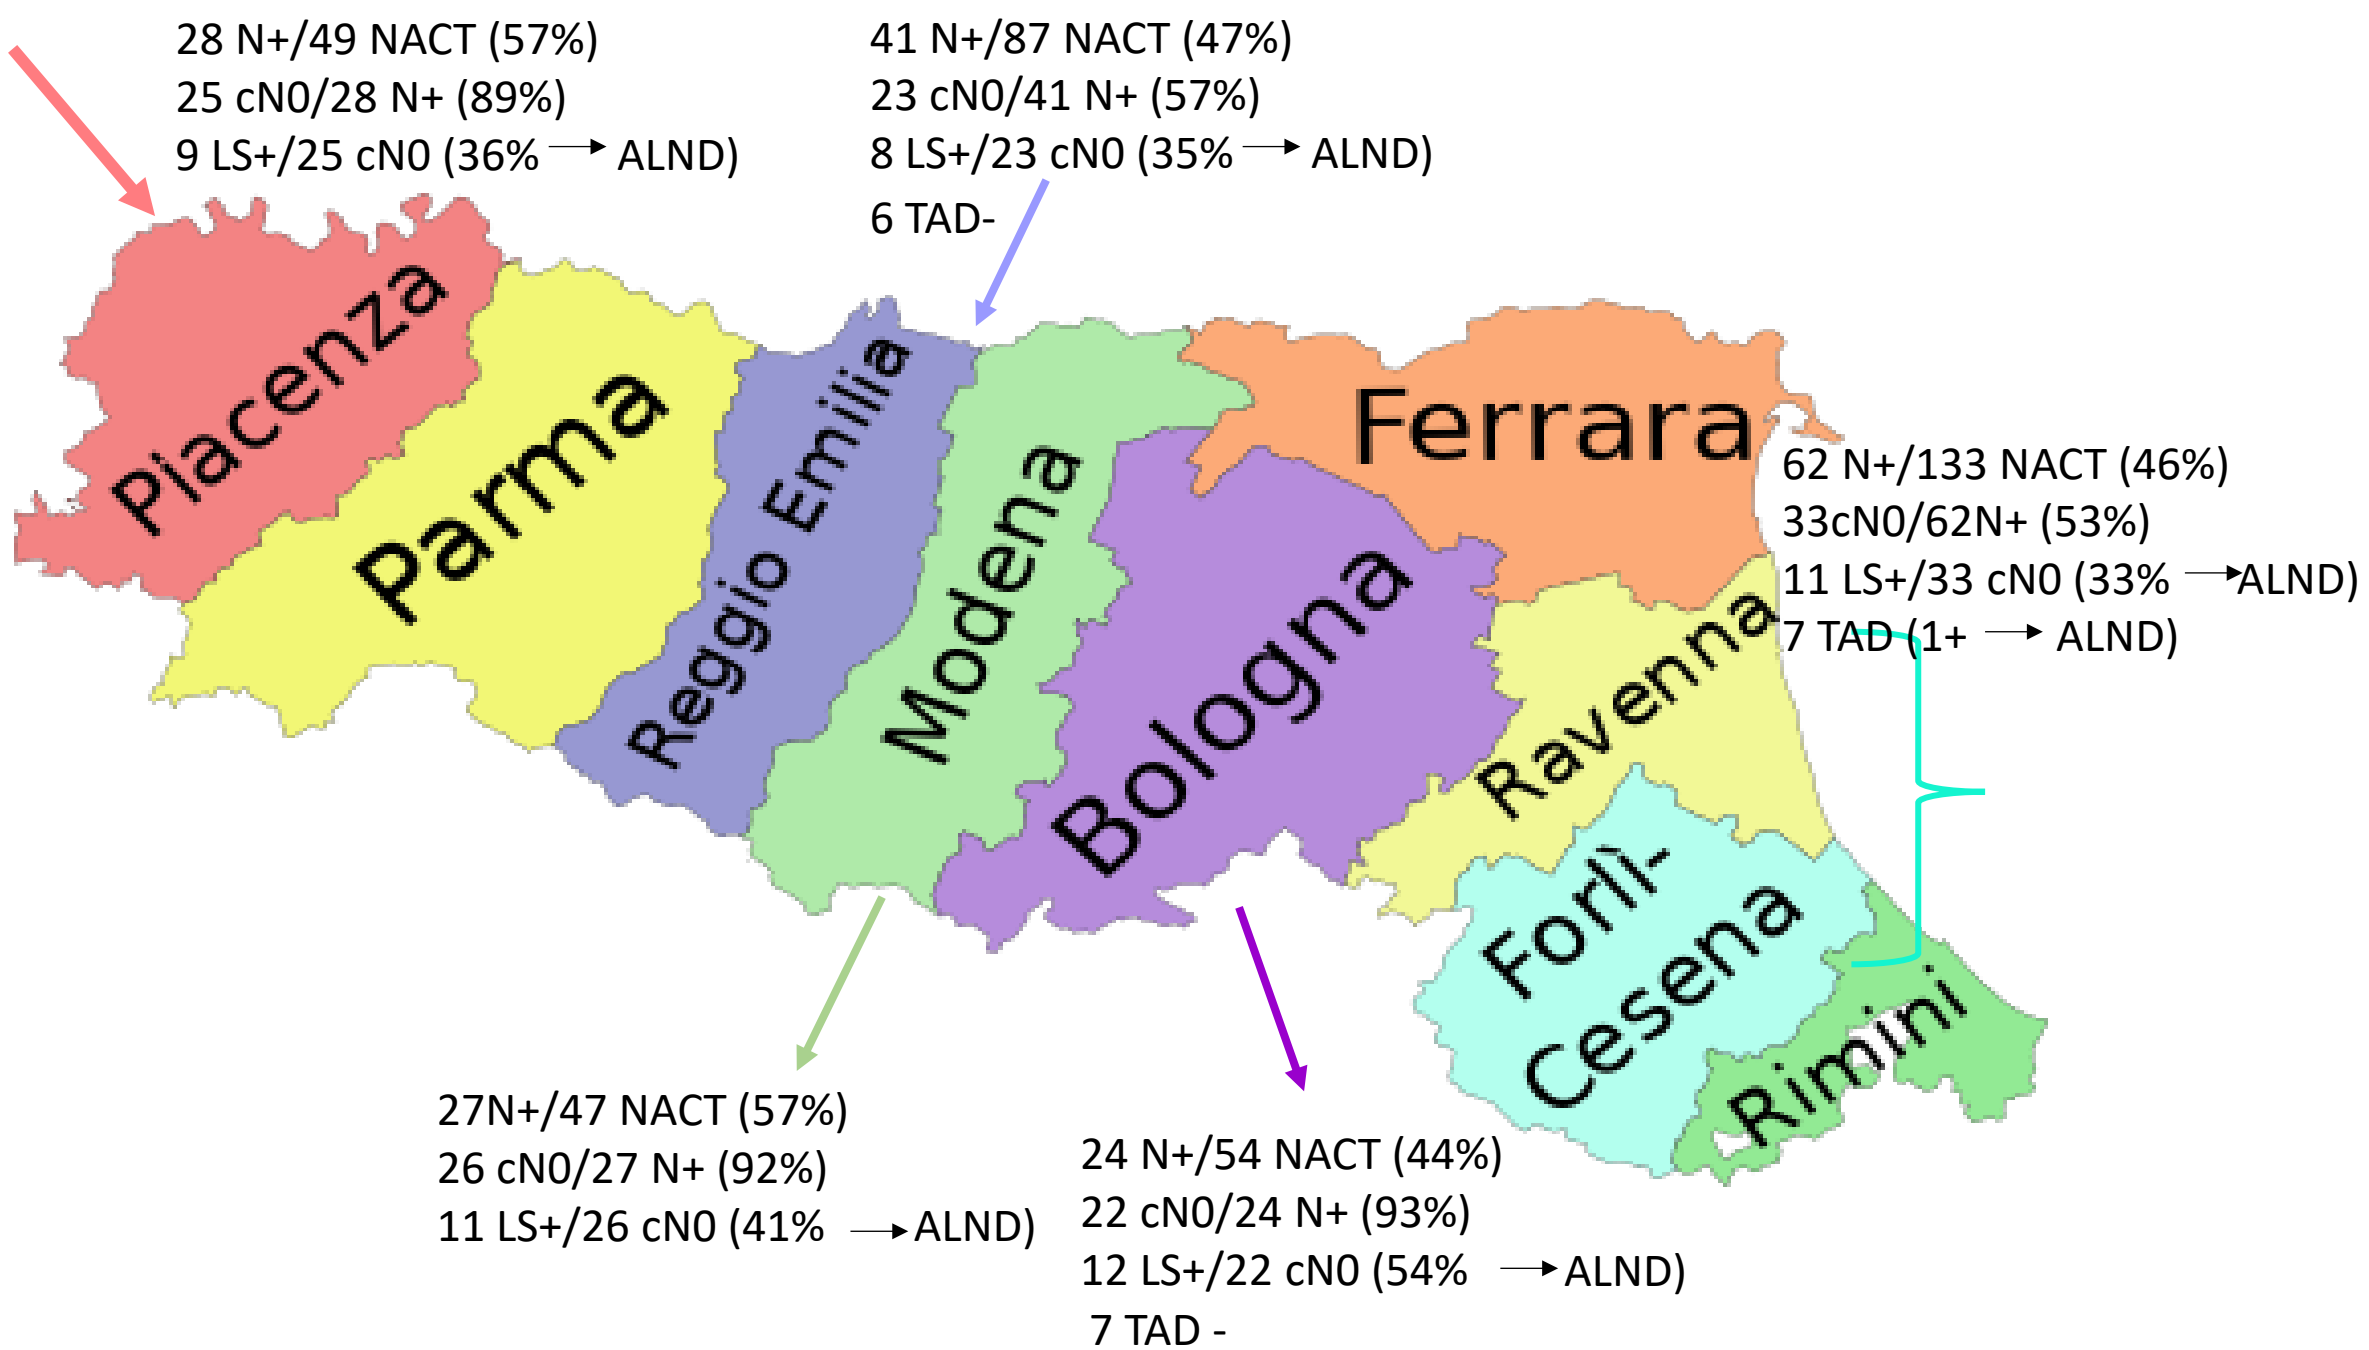 28 N+/49 NACT (57%)
25 cN0/28 N+ (89%)
9 LS+/25 cN0 (36% → ALND)
41 N+/87 NACT (47%)
23 cN0/41 N+ (57%)
8 LS+/23 cN0 (35% → ALND)
6 TAD-
Piacenza
Parma
Reggio Emilia
Modena
Bologna
Ferrara
Ravenna
Forlì-
Cesena
Rimini
62 N+/133 NACT (46%)
33cN0/62N+ (53%)
11 LS+/33 cN0 (33% → ALND)
7 TAD (1+ → ALND)
27N+/47 NACT (57%)
26 cN0/27 N+ (92%)
11 LS+/26 cN0 (41% → ALND)
24 N+/54 NACT (44%)
22 cN0/24 N+ (93%)
12 LS+/22 cN0 (54% → ALND)
7 TAD -